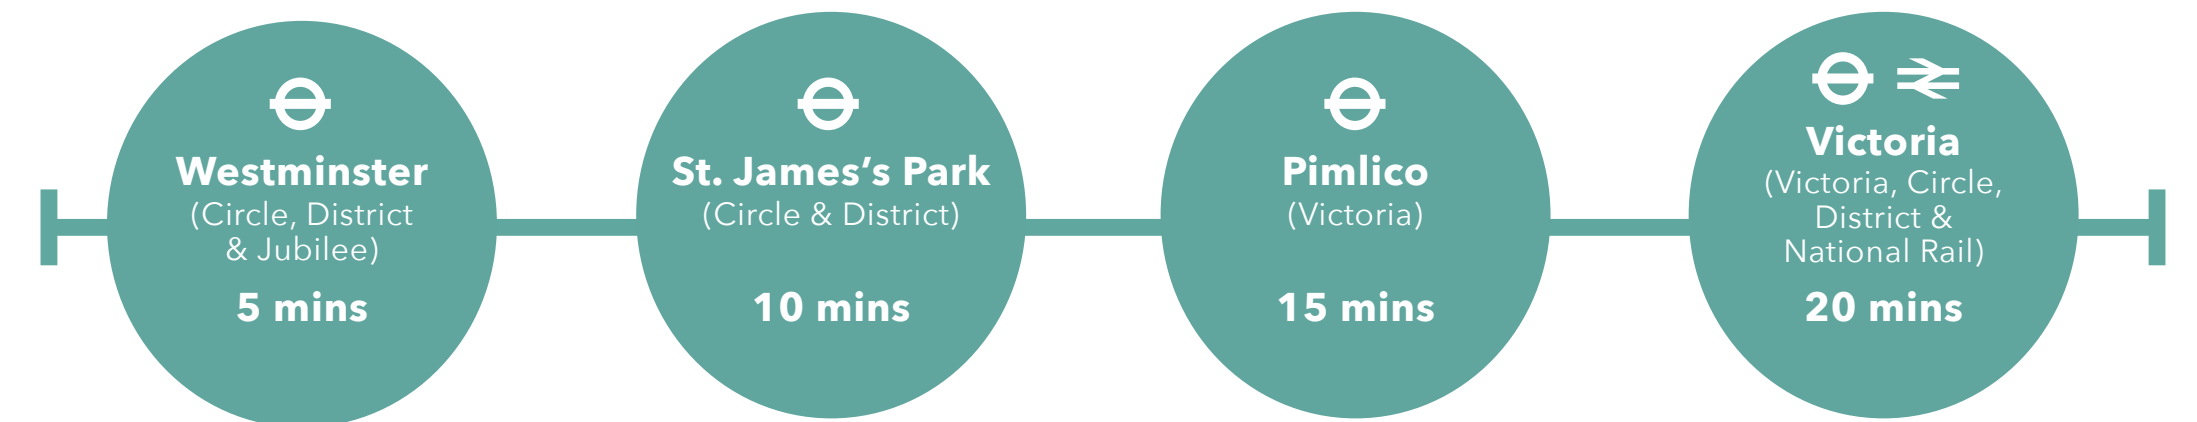 Westminster
(Circle, District
& Jubilee)
5 mins
St. James’s Park
(Circle & District)
10 mins
Pimlico
(Victoria)
15 mins
Victoria
(Victoria, Circle,
District &
National Rail)
20 mins